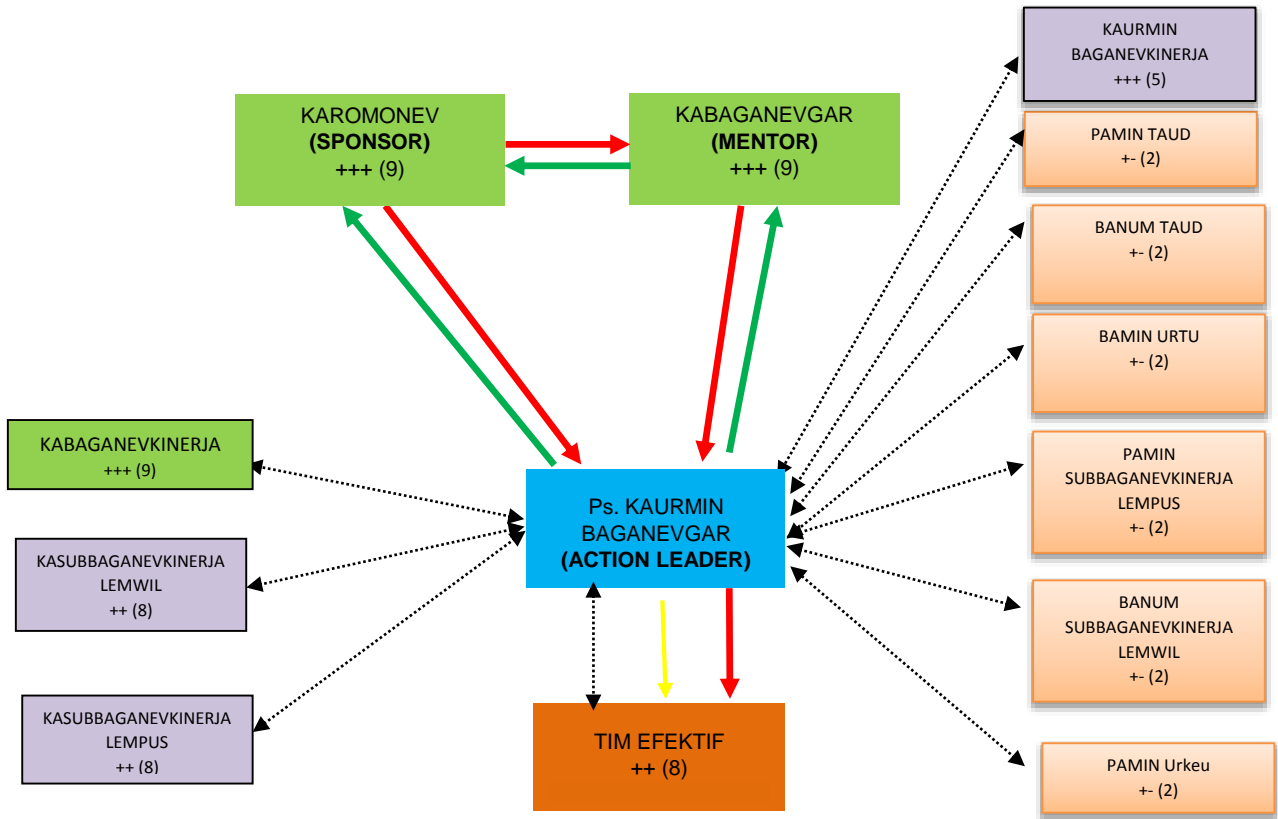 KAROMONEV
(SPONSOR)
+++ (9)
KABAGANEVGAR
(MENTOR)
+++ (9)
KAURMIN
BAGANEVKINERJA
+++ (5)
PAMIN TAUD
+- (2)
BANUM TAUD
+- (2)
BAMIN URTU
+- (2)
KABAGANEVKINERJA
+++ (9)
KASUBBAGANEVKINERJA
LEMWIL
++ (8)
KASUBBAGANEVKINERJA
LEMPUS
++ (8)
Ps. KAURMIN
BAGANEVGAR
(ACTION LEADER)
TIM EFEKTIF
++ (8)
PAMIN
SUBBAGANEVKINERJA
LEMPUS
+- (2)
BANUM
SUBBAGANEVKINERJA
LEMWIL
+- (2)
PAMIN Urkeu
+- (2)